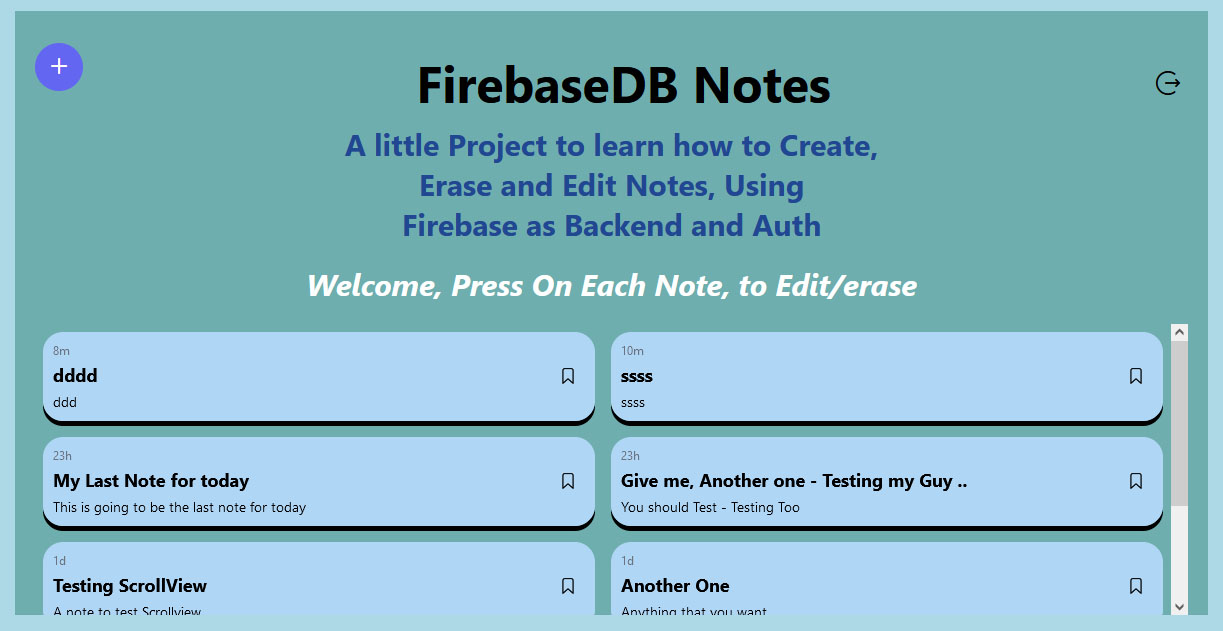 FirebaseDB Notes
A little Project to learn how to Create,
Erase and Edit Notes, Using
Firebase as Backend and Auth
Welcome, Press On Each Note, to Edit/erase
8m
dddd
ddd
10m
ssss
ssss
23h
My Last Note for today
This is going to be the last note for today
23h
Give me, Another one - Testing my Guy ..
You should Test - Testing Too
1d
Testing ScrollView
A note to test Scrollview
1d
Another One
Anything that you want